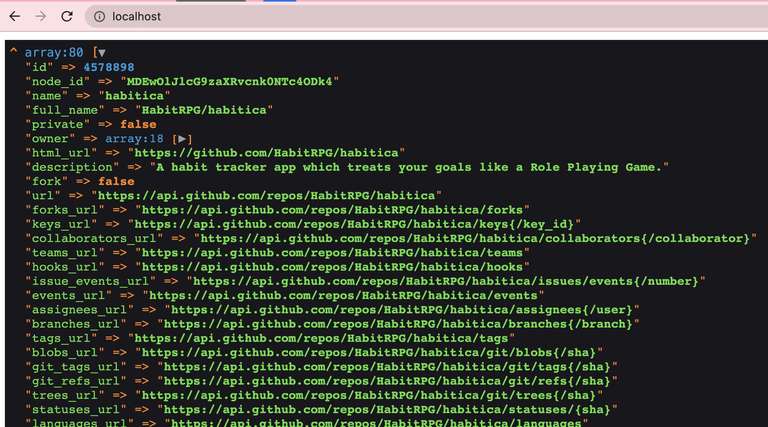 localhost
^ array:80 [▼
"id" => 4578898
"node_id" => "MDEwOlJlcG9zaXRvcnk0NTc4ODk4"
"name" => "habitica"
"full_name" => "HabitRPG/habitica"
"private" => false
"owner" => array:18 [▶]
"html_url" => "https://github.com/HabitRPG/habitica"
"description" => "A habit tracker app which treats your goals like a Role Playing Game."
"fork" => false
"url" => "https://api.github.com/repos/HabitRPG/habitica"
"forks_url" => "https://api.github.com/repos/HabitRPG/habitica/forks"
"keys_url" => "https://api.github.com/repos/HabitRPG/habitica/keys{/key_id}"
"collaborators_url" => "https://api.github.com/repos/HabitRPG/habitica/collaborators{/collaborator}"
"teams_url" => "https://api.github.com/repos/HabitRPG/habitica/teams"
"hooks_url" => "https://api.github.com/repos/HabitRPG/habitica/hooks"
"issue_events_url" => "https://api.github.com/repos/HabitRPG/habitica/issues/events{/number}"
"events_url" => "https://api.github.com/repos/HabitRPG/habitica/events"
"assignees_url" => "https://api.github.com/repos/HabitRPG/habitica/assignees{/user}"
"branches_url" => "https://api.github.com/repos/HabitRPG/habitica/branches{/branch}"
"tags_url" => "https://api.github.com/repos/HabitRPG/habitica/tags"
"blobs_url" => "https://api.github.com/repos/HabitRPG/habitica/git/blobs{/sha}"
"git_tags_url" => "https://api.github.com/repos/HabitRPG/habitica/git/tags{/sha}"
"git_refs_url" => "https://api.github.com/repos/HabitRPG/habitica/git/refs{/sha}"
"trees_url" => "https://api.github.com/repos/HabitRPG/habitica/git/trees{/sha}"
"statuses_url" => "https://api.github.com/repos/HabitRPG/habitica/statuses/{sha}"
"languages_url" => "https://api.github.com/repos/HabitRPG/habitica/languages"